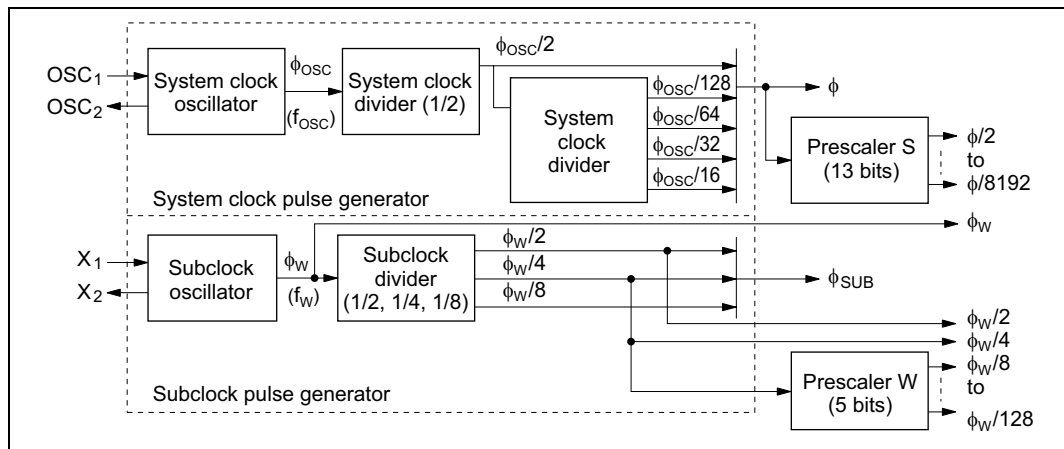 OSC₁
OSC₂
System clock
oscillator
ϕOSC
(fOSC)
System clock
divider (1/2)
ϕOSC/2
System
clock
divider
ϕOSC/128
ϕOSC/64
ϕOSC/32
ϕOSC/16
ϕ
Prescaler S
(13 bits)
ϕ/2
to
ϕ/8192
System clock pulse generator
X₁
X₂
Subclock
oscillator
ϕW
(fW)
Subclock
divider
(1/2, 1/4, 1/8)
ϕW/2
ϕW/4
ϕW/8
ϕW
ϕSUB
ϕW/2
ϕW/4
Prescaler W
(5 bits)
ϕW/8
to
ϕW/128
Subclock pulse generator